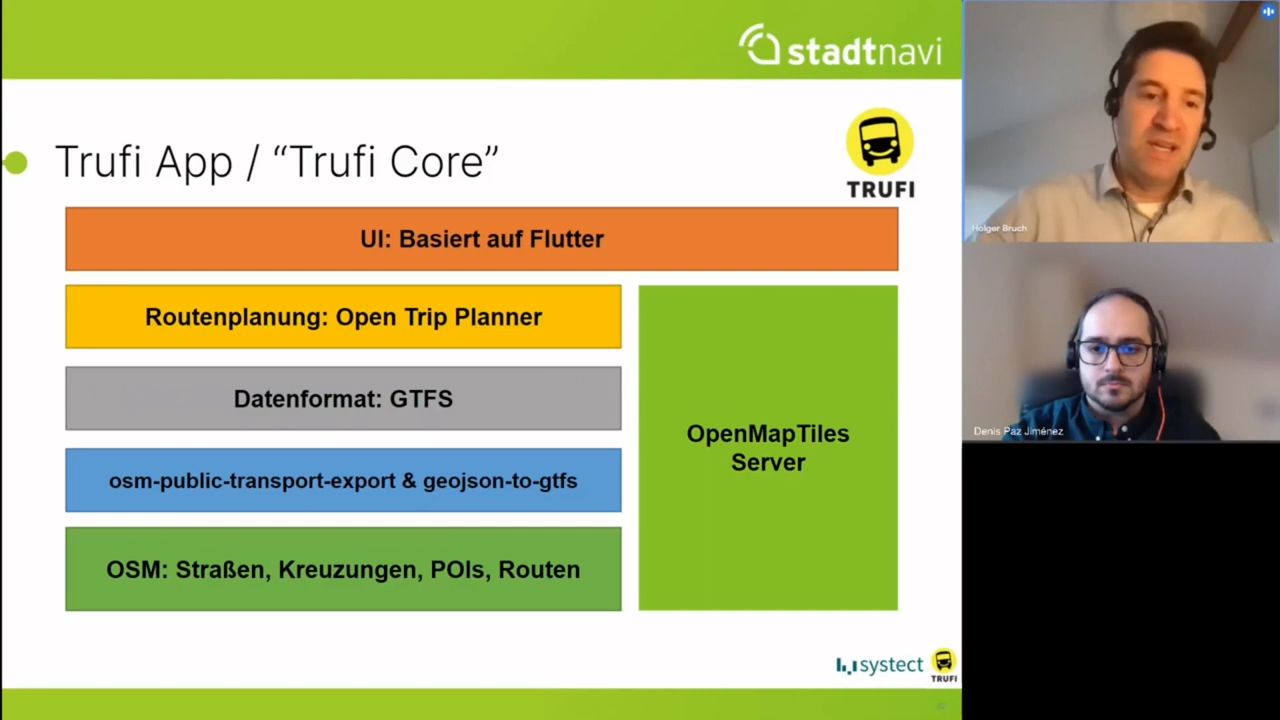 stadtnavi
Trufi App / “Trufi Core”
TRUFI
UI: Basiert auf Flutter
Routenplanung: Open Trip Planner
Datenformat: GTFS
osm-public-transport-export & geojson-to-gtfs
OSM: Straßen, Kreuzungen, POIs, Routen
OpenMapTiles
Server
systect
TRUFI
Holger Bruch
Denis Paz Jiménez